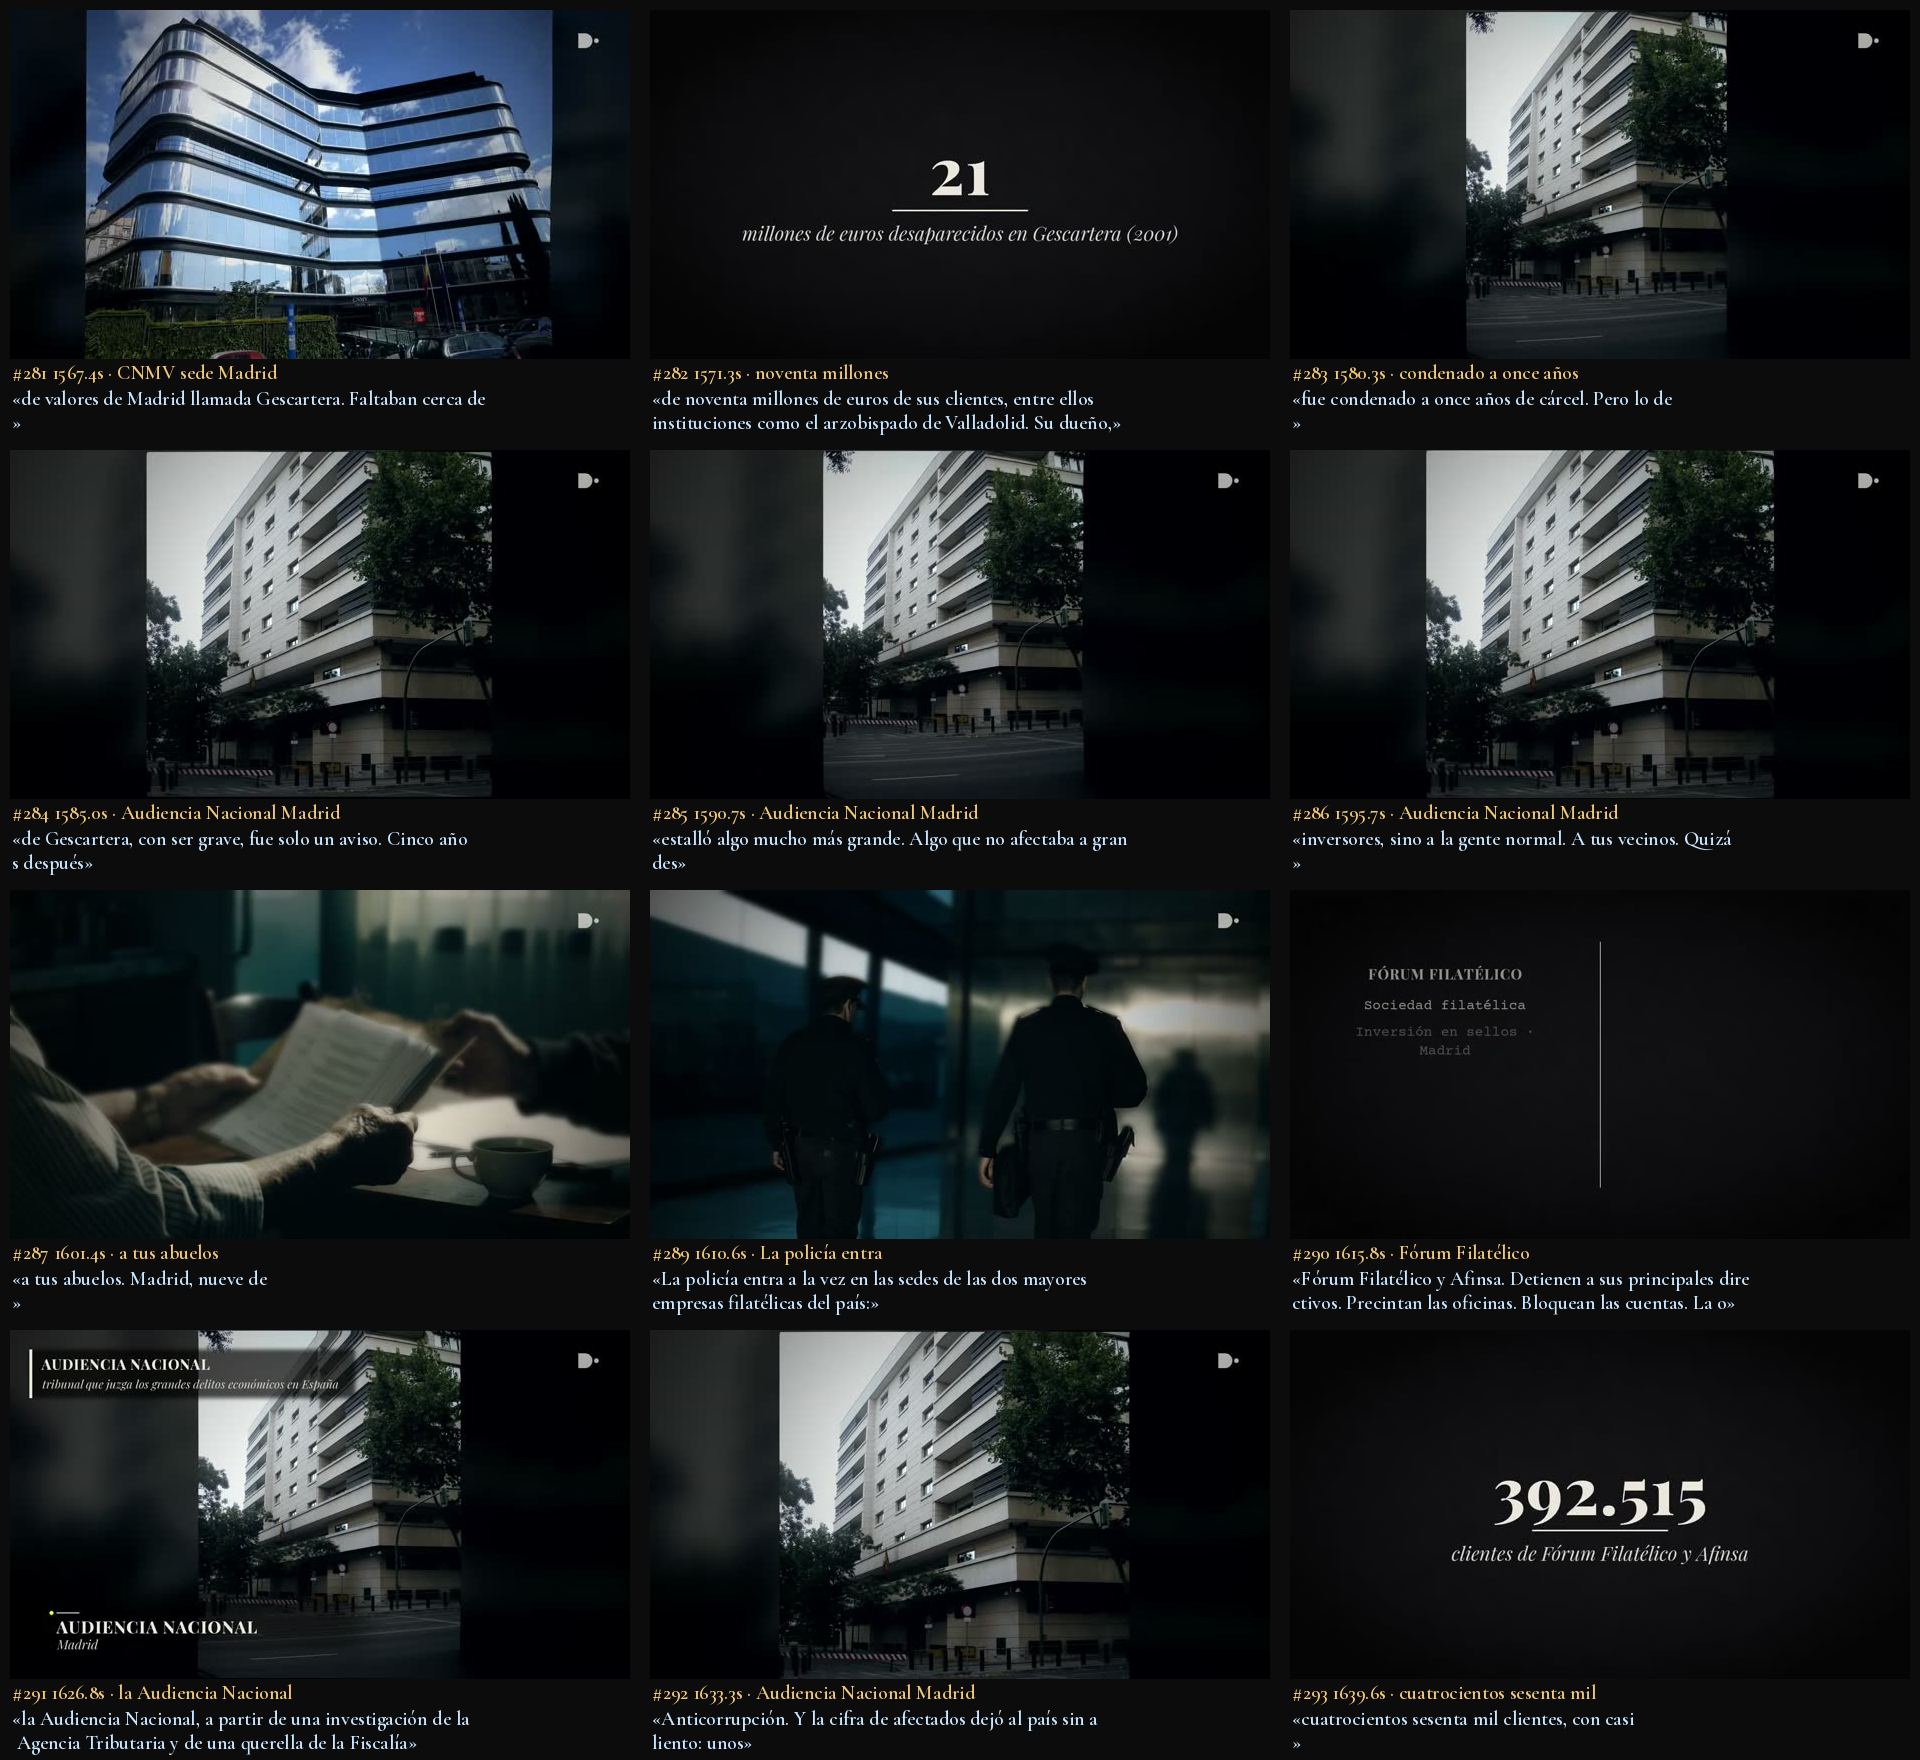 #281 1567.4s · CNMV sede Madrid
«de valores de Madrid llamada Gescartera. Faltaban cerca de
»
21
millones de euros desaparecidos en Gescartera (2001)
#282 1571.3s · noventa millones
«de noventa millones de euros de sus clientes, entre ellos
instituciones como el arzobispado de Valladolid. Su dueño,»
#283 1580.3s · condenado a once años
«fue condenado a once años de cárcel. Pero lo de
»
#284 1585.0s · Audiencia Nacional Madrid
«de Gescartera, con ser grave, fue solo un aviso. Cinco año
s después»
#285 1590.7s · Audiencia Nacional Madrid
«estalló algo mucho más grande. Algo que no afectaba a gran
des»
#286 1595.7s · Audiencia Nacional Madrid
«inversores, sino a la gente normal. A tus vecinos. Quizá
»
#287 1601.4s · a tus abuelos
«a tus abuelos. Madrid, nueve de
»
#289 1610.6s · La policía entra
«La policía entra a la vez en las sedes de las dos mayores
empresas filatélicas del país:»
FÓRUM FILATÉLICO
Sociedad filatélica
Inversión en sellos ·
Madrid
#290 1615.8s · Fórum Filatélico
«Fórum Filatélico y Afinsa. Detienen a sus principales dire
ctivos. Precintan las oficinas. Bloquean las cuentas. La o»
AUDIENCIA NACIONAL
tribunal que juzga los grandes delitos económicos en España
AUDIENCIA NACIONAL
Madrid
#291 1626.8s · la Audiencia Nacional
«la Audiencia Nacional, a partir de una investigación de la
Agencia Tributaria y de una querella de la Fiscalía»
#292 1633.3s · Audiencia Nacional Madrid
«Anticorrupción. Y la cifra de afectados dejó al país sin a
liento: unos»
392.515
clientes de Fórum Filatélico y Afinsa
#293 1639.6s · cuatrocientos sesenta mil
«cuatrocientos sesenta mil clientes, con casi
»